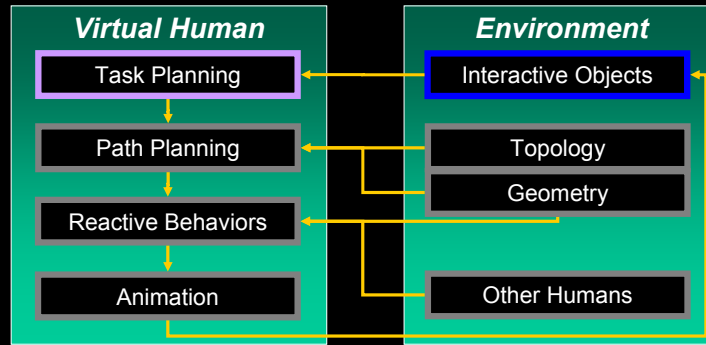 Virtual Human
Task Planning
Path Planning
Reactive Behaviors
Animation
Environment
Interactive Objects
Topology
Geometry
Other Humans